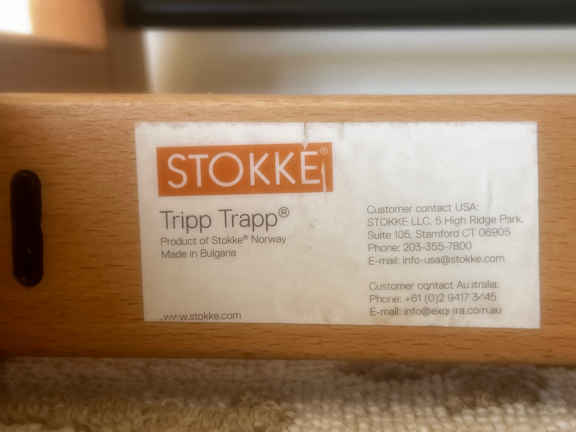 STOKKE®
Tripp Trapp®
Product of Stokke® Norway
Made in Bulgaria
www.stokke.com
Customer contact USA:
STOKKE LLC, 5 High Ridge Park,
Suite 105, Stamford CT 06905
Phone: 203-355-7800
E-mail: info-usa@stokke.com
Customer contact Australia:
Phone: +61 (0)2 9417
E-mail: